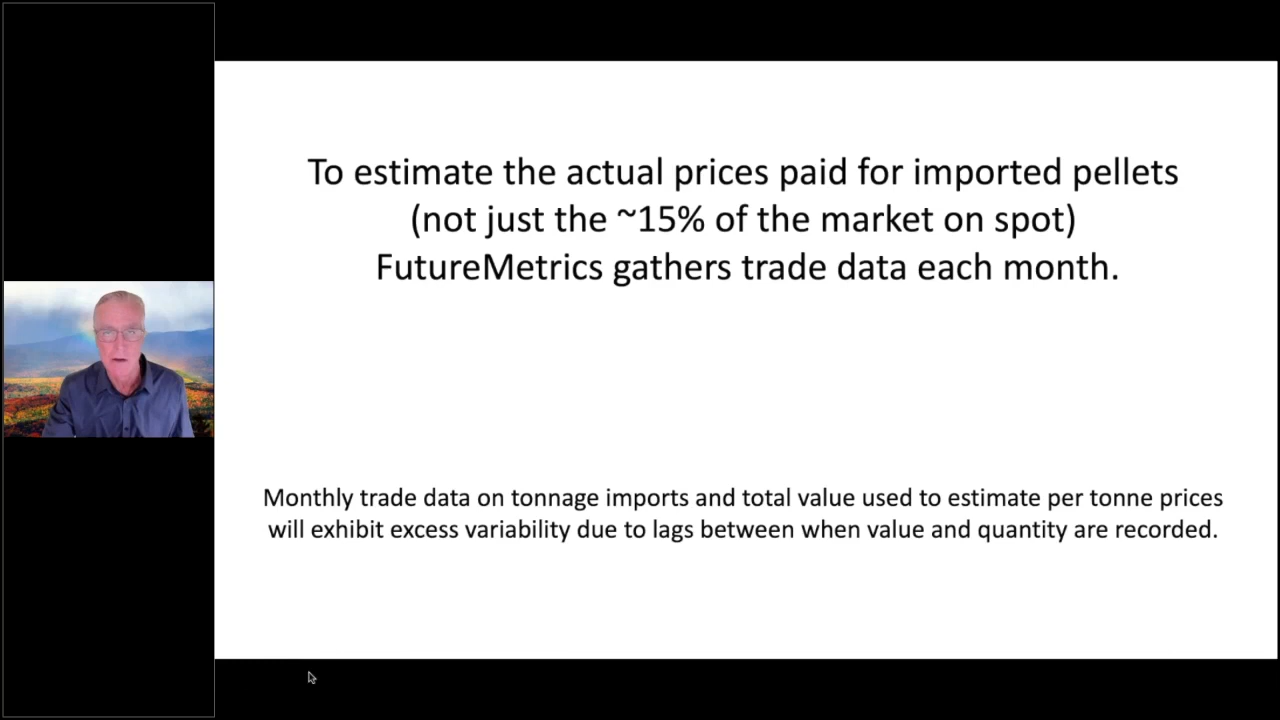 To estimate the actual prices paid for imported pellets
(not just the ~15% of the market on spot)
FutureMetrics gathers trade data each month.
Monthly trade data on tonnage imports and total value used to estimate per tonne prices
will exhibit excess variability due to lags between when value and quantity are recorded.